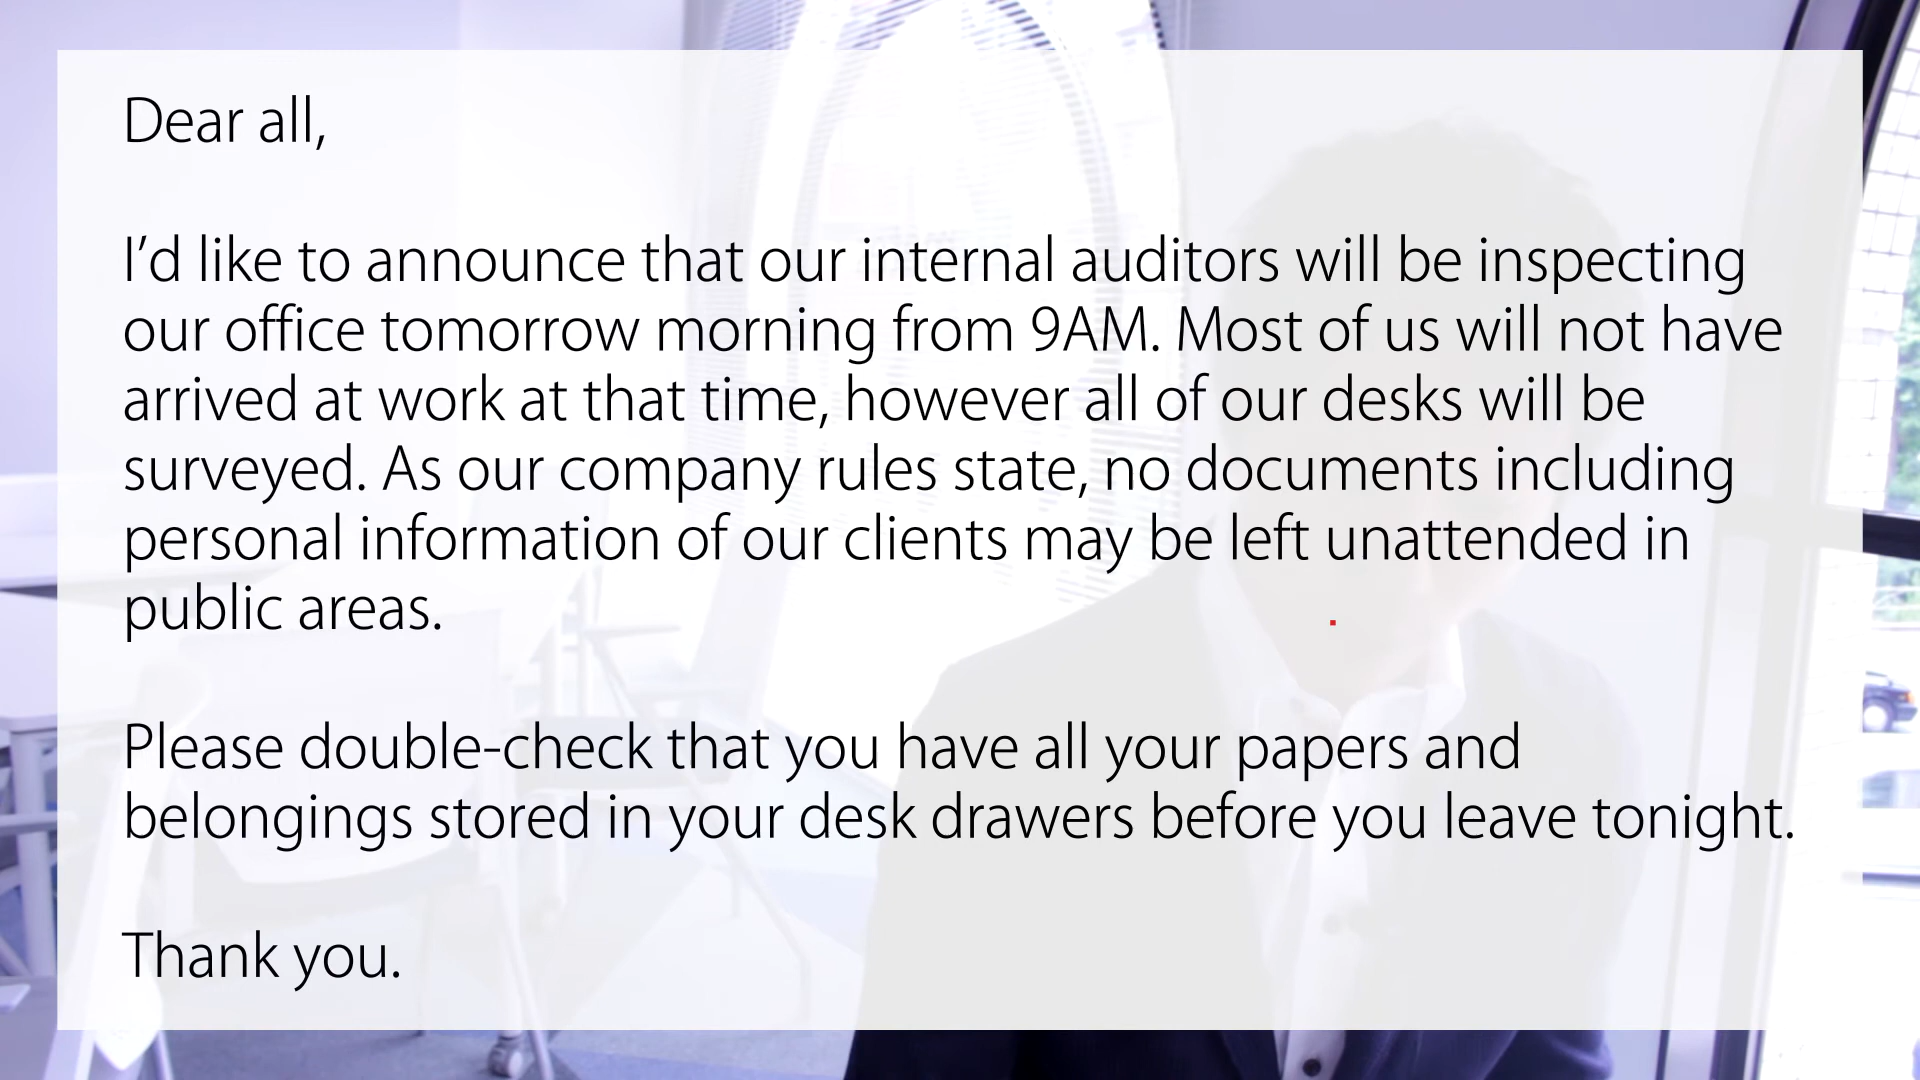 Dear all,
I’d like to announce that our internal auditors will be inspecting
our office tomorrow morning from 9AM. Most of us will not have
arrived at work at that time, however all of our desks will be
surveyed. As our company rules state, no documents including
personal information of our clients may be left unattended in
public areas.
Please double-check that you have all your papers and
belongings stored in your desk drawers before you leave tonight.
Thank you.